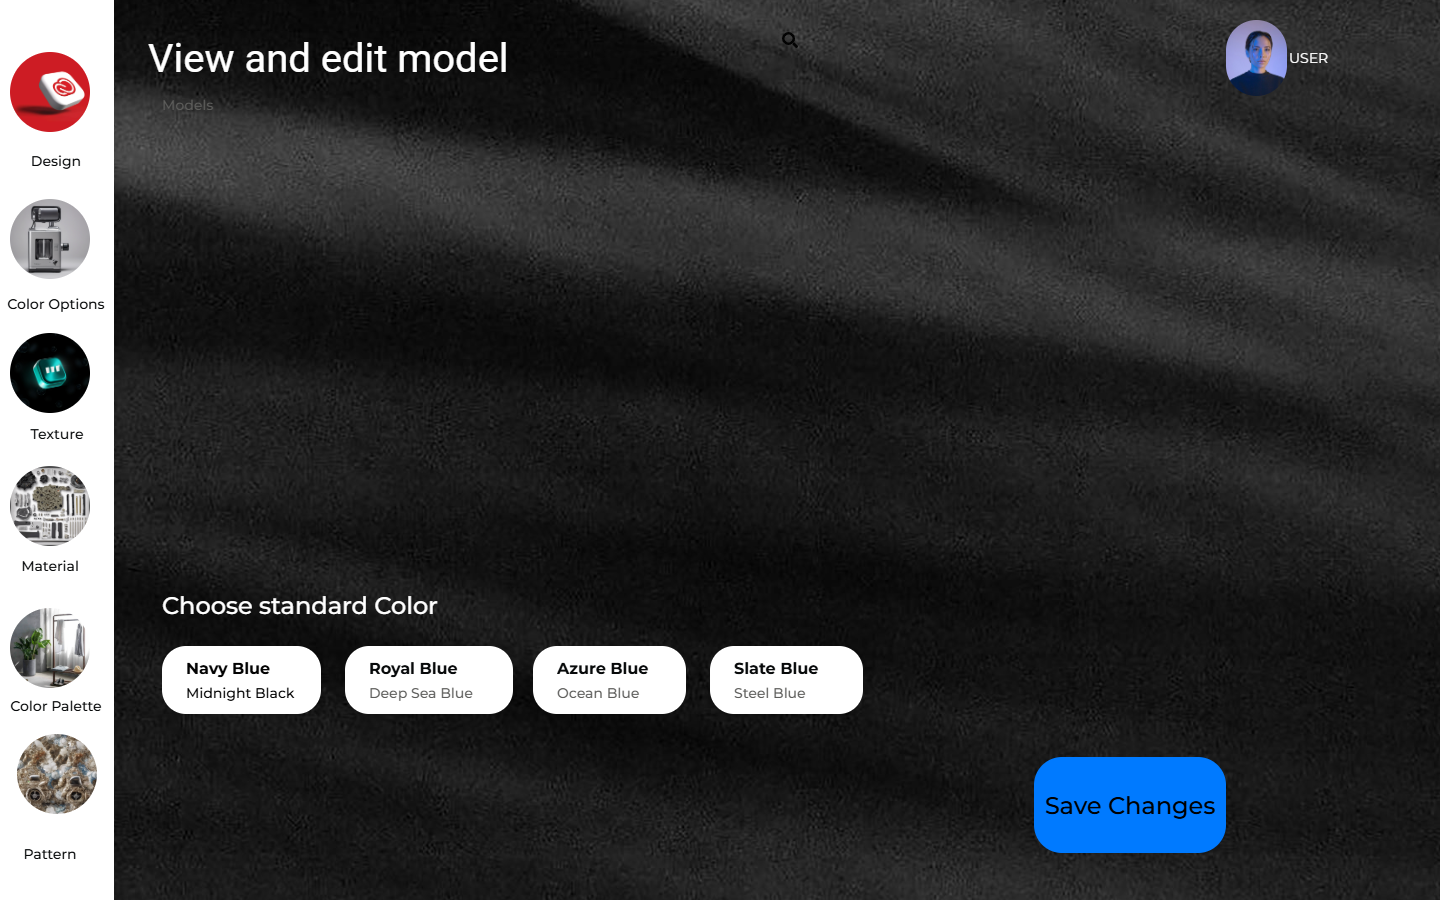 View and edit model
Models
USER
Design
Color Options
Texture
Material
Color Palette
Pattern
Choose standard Color
Navy Blue
Midnight Black
Royal Blue
Deep Sea Blue
Azure Blue
Ocean Blue
Slate Blue
Steel Blue
Save Changes